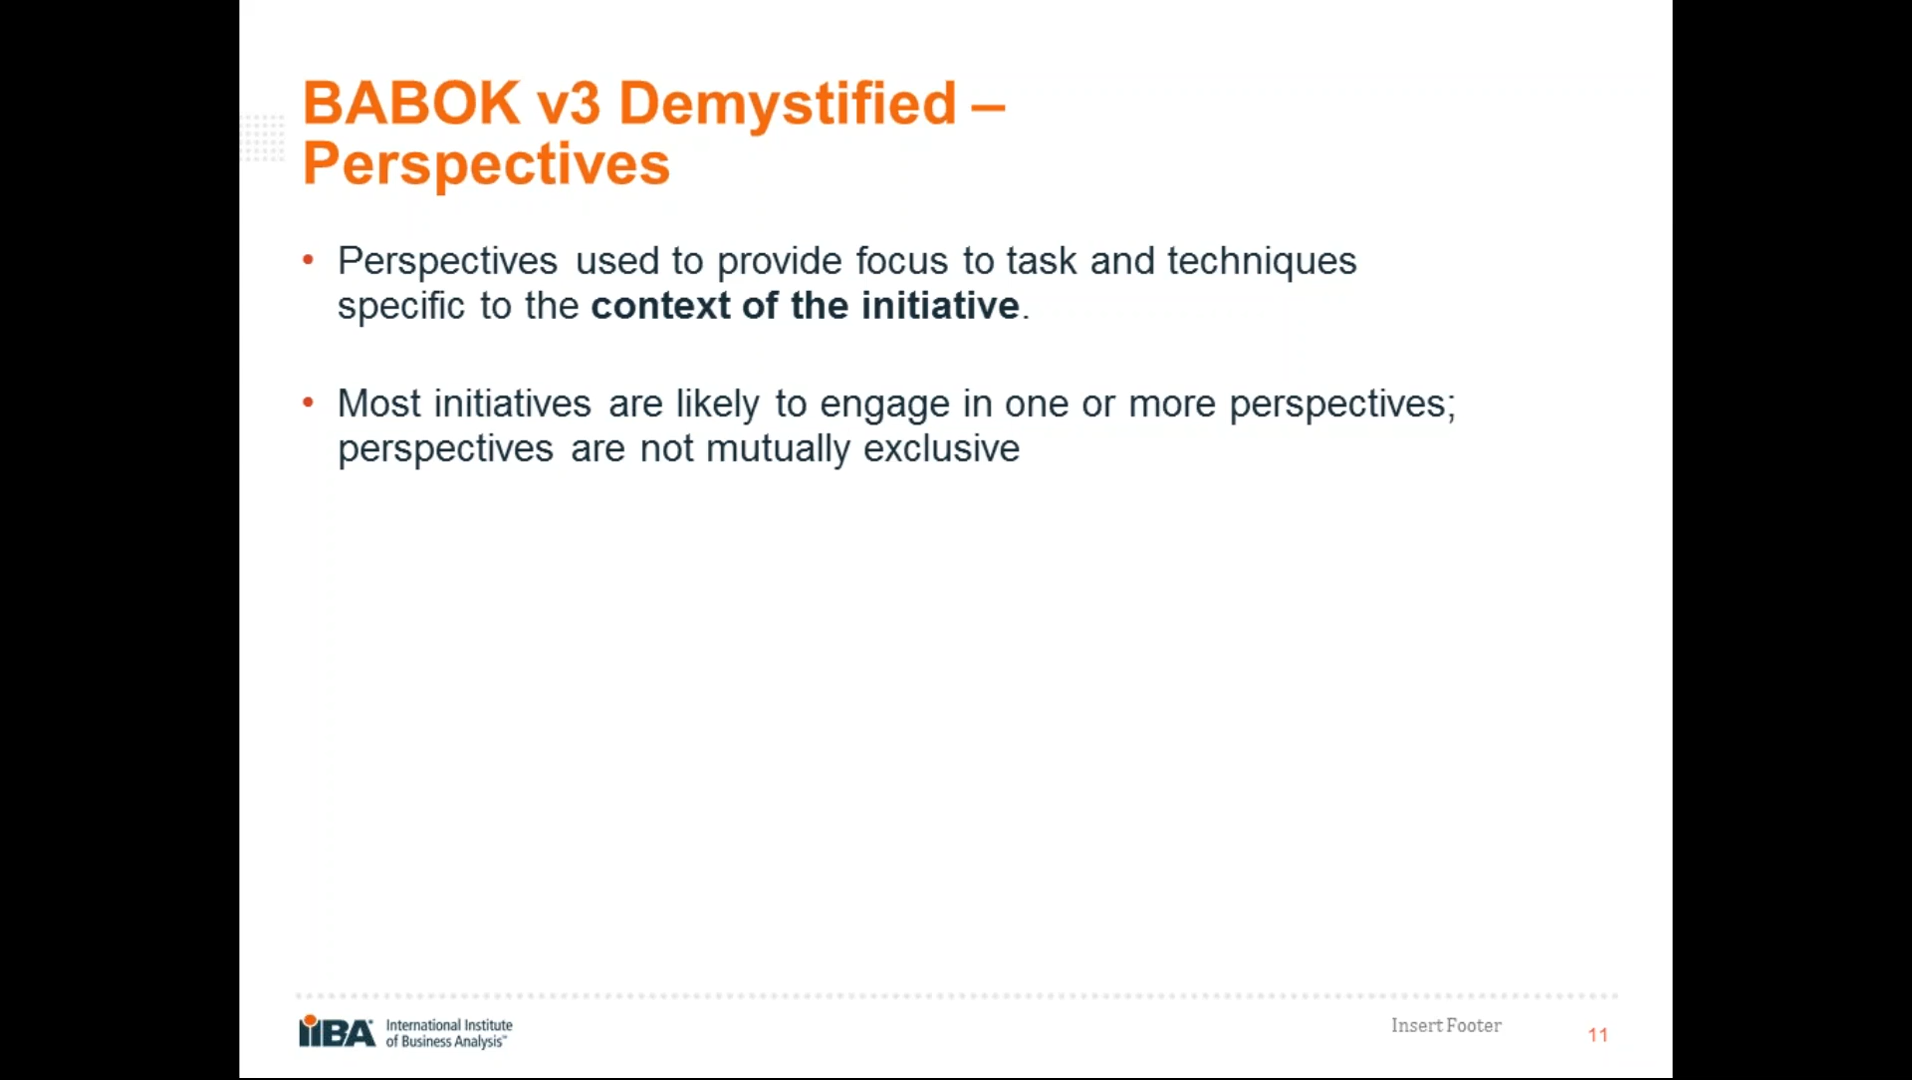 BABOK v3 Demystified –
Perspectives
• Perspectives used to provide focus to task and techniques
specific to the context of the initiative.
• Most initiatives are likely to engage in one or more perspectives;
perspectives are not mutually exclusive
IIBA International Institute
of Business Analysis™
Insert Footer
11